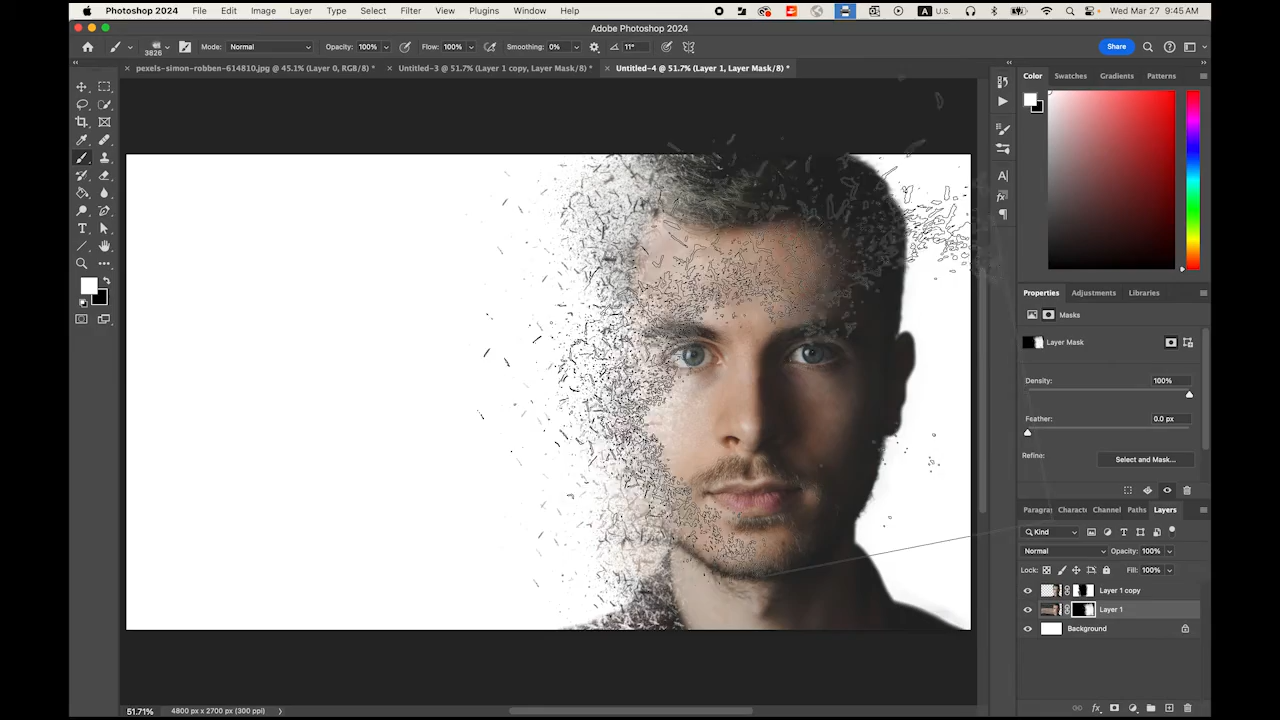 Photoshop 2024 File Edit Image Layer Type Select Filter View Plugins Window Help A U.S. Wed Mar 27 9:45 AM
Adobe Photoshop 2024
3826 Mode: Normal Opacity: 100% Flow: 100% Smoothing: 0% 11° Share
pexels-simon-robben-614810.jpg @ 45.1% (Layer 0, RGB/8) * Untitled-3 @ 51.7% (Layer 1 copy, Layer Mask/8) * Untitled-4 @ 51.7% (Layer 1, Layer Mask/8) *
Color Swatches Gradients Patterns
Properties Adjustments Libraries
Masks
Layer Mask
Density: 100%
Feather: 0.0 px
Refine: Select and Mask...
Paragra Charact Channel Paths Layers
Kind
Normal Opacity: 100%
Lock: Fill: 100%
Layer 1 copy
Layer 1
Background
51.71% 4800 px x 2700 px (300 ppi)